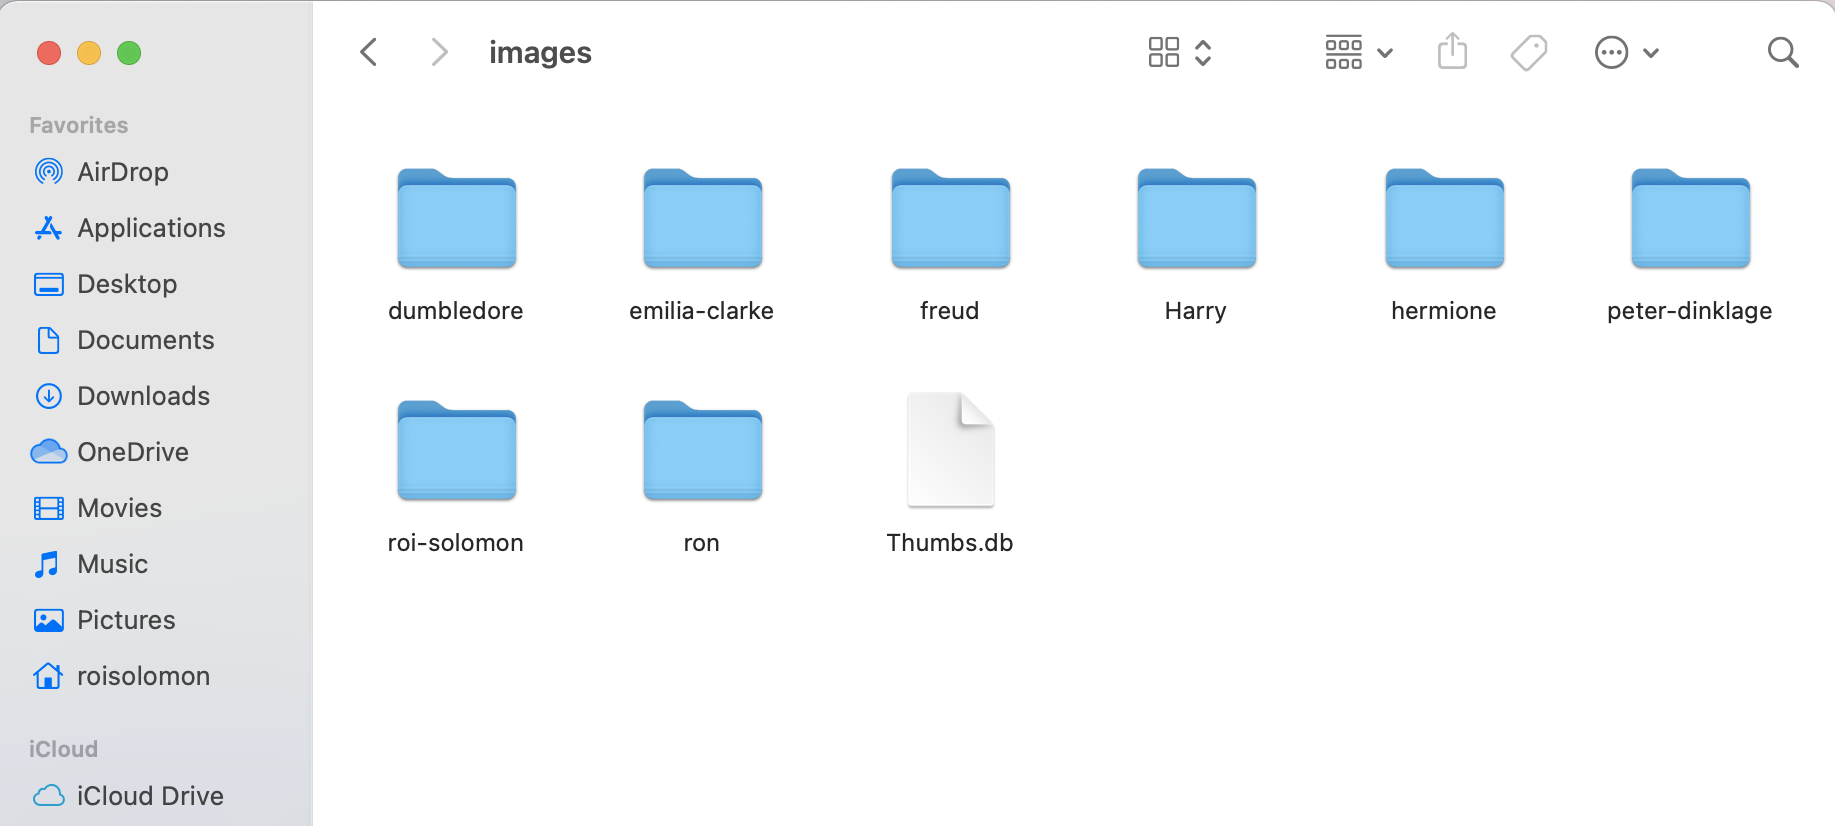 images
Favorites
AirDrop
Applications
Desktop
Documents
Downloads
OneDrive
Movies
Music
Pictures
roisolomon
iCloud
iCloud Drive
dumbledore
emilia-clarke
freud
Harry
hermione
peter-dinklage
roi-solomon
ron
Thumbs.db